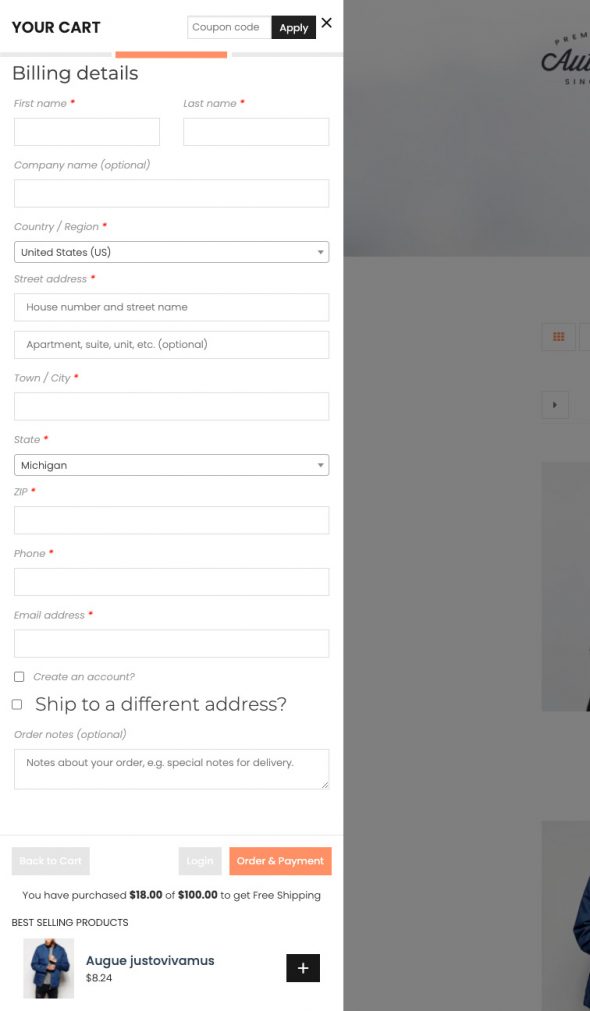 YOUR CART
Coupon code
Apply
Billing details
First name *
Last name *
Company name (optional)
Country / Region *
United States (US)
Street address *
House number and street name
Apartment, suite, unit, etc. (optional)
Town / City *
State *
Michigan
ZIP *
Phone *
Email address *
Create an account?
Ship to a different address?
Order notes (optional)
Notes about your order, e.g. special notes for delivery.
Back to Cart
Login
Order & Payment
You have purchased $18.00 of $100.00 to get Free Shipping
BEST SELLING PRODUCTS
Augue justovivamus
$8.24
+